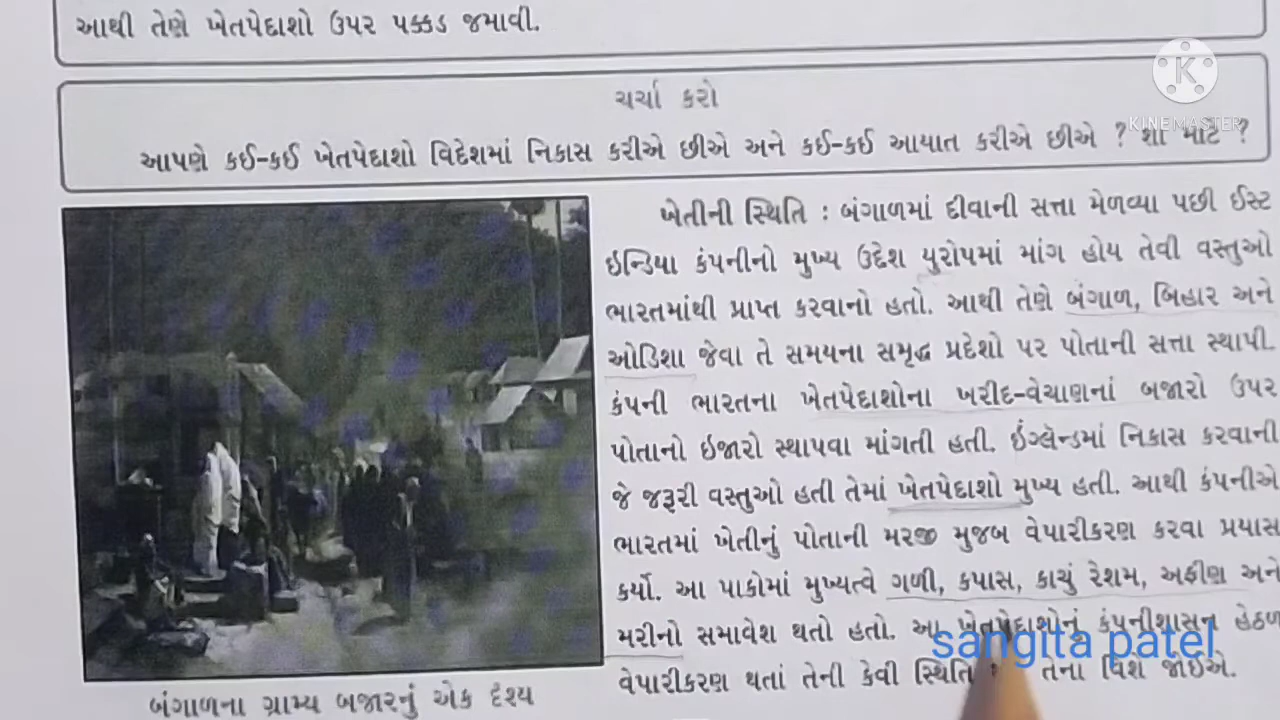 આથી તેણે ખેતપેદાશો ઉપર પક્કડ જમાવી.
K
KINEMASTER
ચર્ચા કરો
આપણે કઈ-કઈ ખેતપેદાશો વિદેશમાં નિકાસ કરીએ છીએ અને કઈ-કઈ આયાત કરીએ છીએ ? શા માટે ?
ખેતીની સ્થિતિ : બંગાળમાં દીવાની સત્તા મેળવ્યા પછી ઈસ્ટ
ઇન્ડિયા કંપનીનો મુખ્ય ઉદ્દેશ યુરોપમાં માંગ હોય તેવી વસ્તુઓ
ભારતમાંથી પ્રાપ્ત કરવાનો હતો. આથી તેણે બંગાળ, બિહાર અને
ઓડિશા જેવા તે સમયના સમૃદ્ધ પ્રદેશો પર પોતાની સત્તા સ્થાપી.
કંપની ભારતના ખેતપેદાશોના ખરીદ-વેચાણનાં બજારો ઉપર
પોતાનો ઇજારો સ્થાપવા માંગતી હતી. ઇંગ્લૅન્ડમાં નિકાસ કરવાની
જે જરૂરી વસ્તુઓ હતી તેમાં ખેતપેદાશો મુખ્ય હતી. આથી કંપનીએ
ભારતમાં ખેતીનું પોતાની મરજી મુજબ વેપારીકરણ કરવા પ્રયાસ
કર્યો. આ પાકોમાં મુખ્યત્વે ગળી, કપાસ, કાચું રેશમ, અફીણ અને
મરીનો સમાવેશ થતો હતો. આ ખેતપેદાશોનું કંપનીશાસન હેઠળ
sangita patel
વેપારીકરણ થતાં તેની કેવી સ્થિતિ તેના વિશે જોઈએ.
બંગાળના ગ્રામ્ય બજારનું એક દૃશ્ય